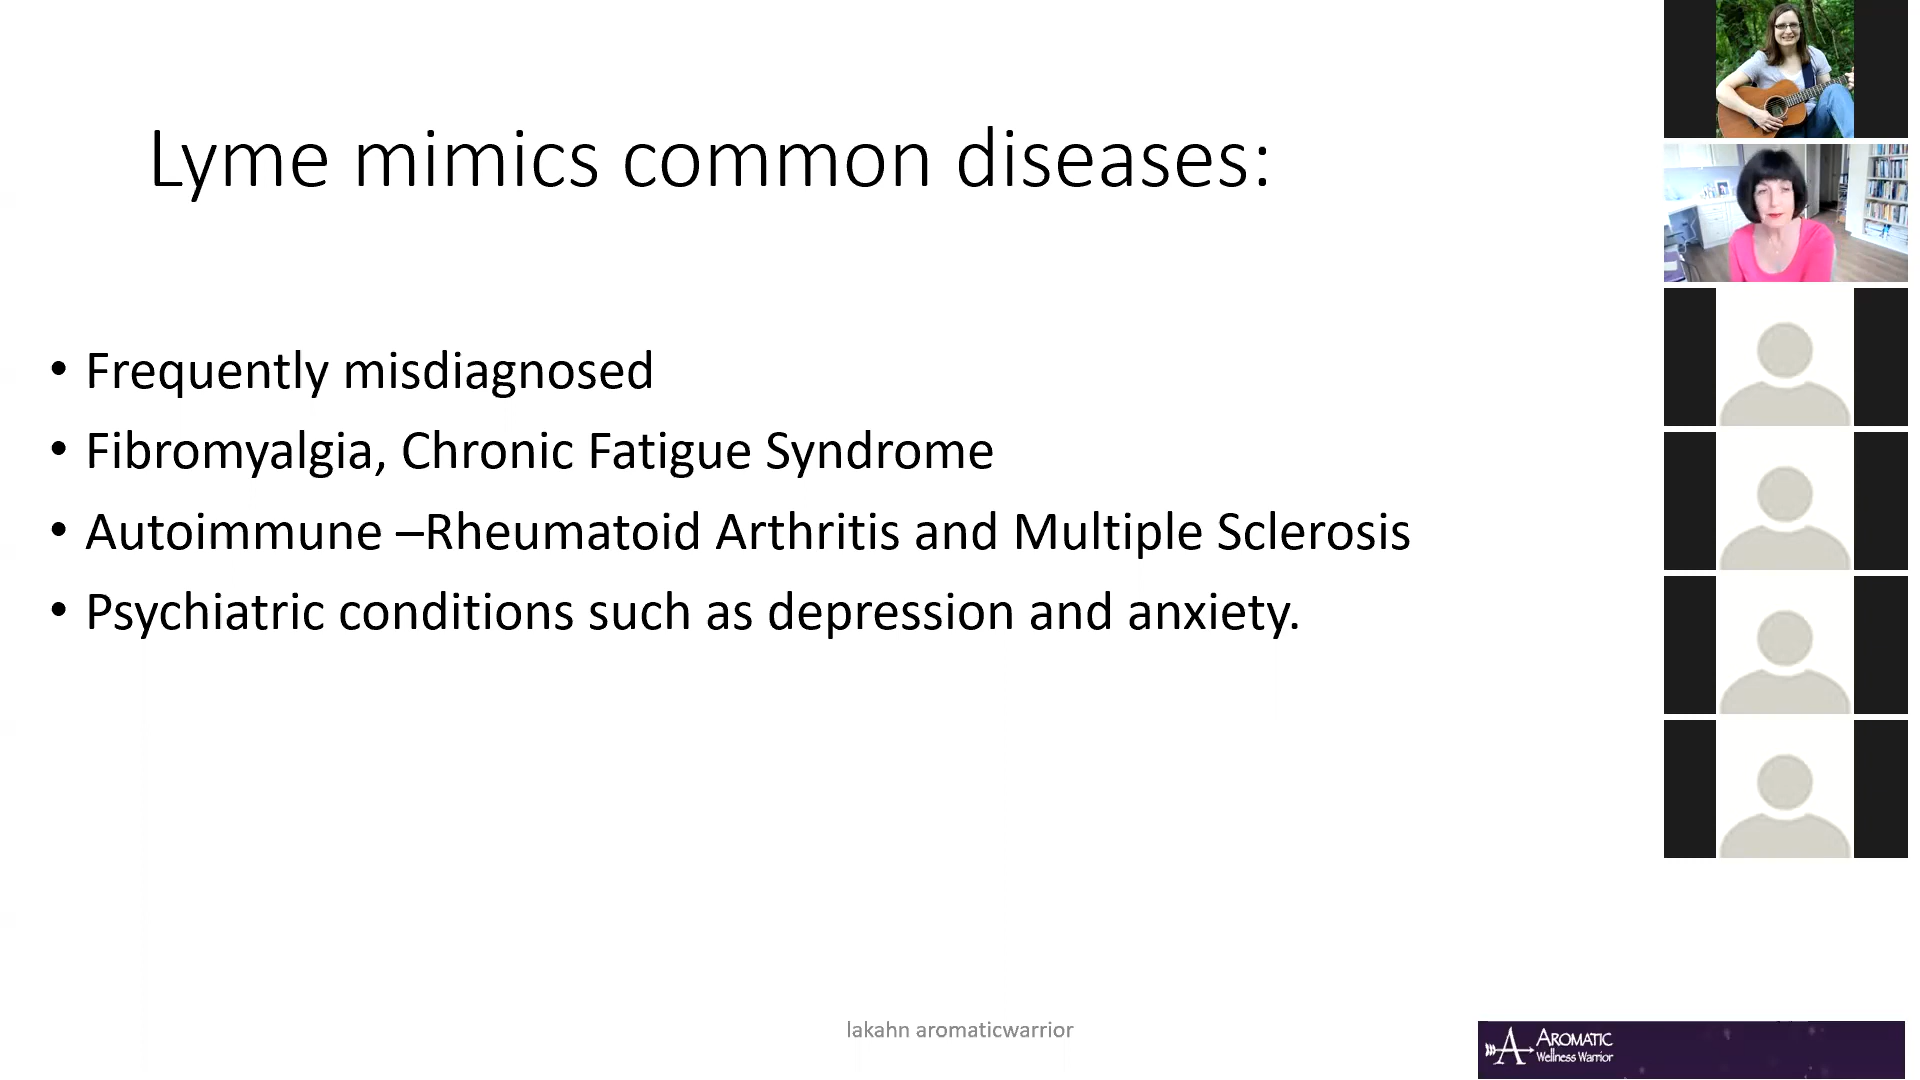 Lyme mimics common diseases:
• Frequently misdiagnosed
• Fibromyalgia, Chronic Fatigue Syndrome
• Autoimmune –Rheumatoid Arthritis and Multiple Sclerosis
• Psychiatric conditions such as depression and anxiety.
lakahn aromaticwarrior
AROMATIC
Wellness Warrior